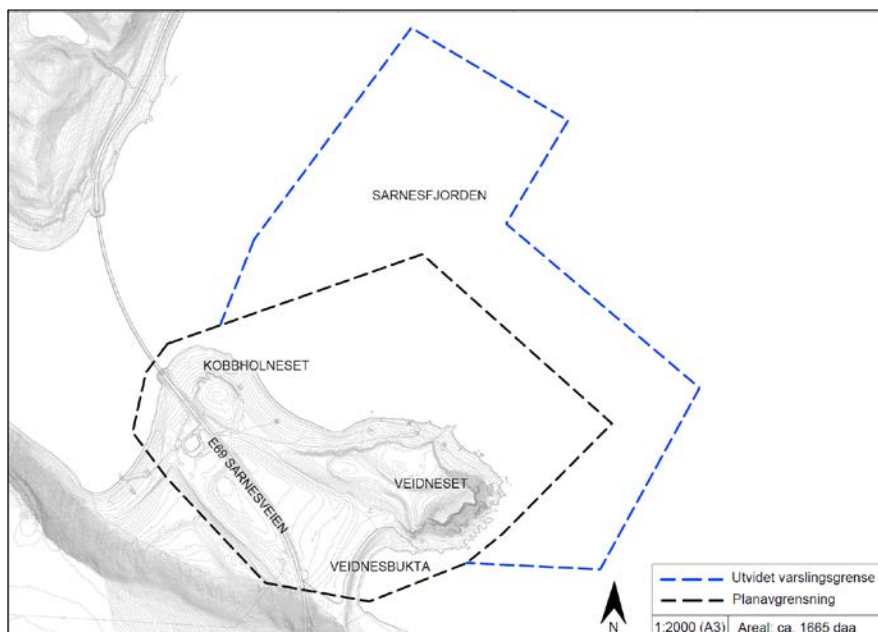 SARNESFJORDEN
KOBBHOLNESET
E69 SARNESVEIEN
VEIDNESET
VEIDNESBUKTA
Utvidet varslingsgrense
Planavgrensning
N
1:2000 (A3) Areal: ca. 1665 daa